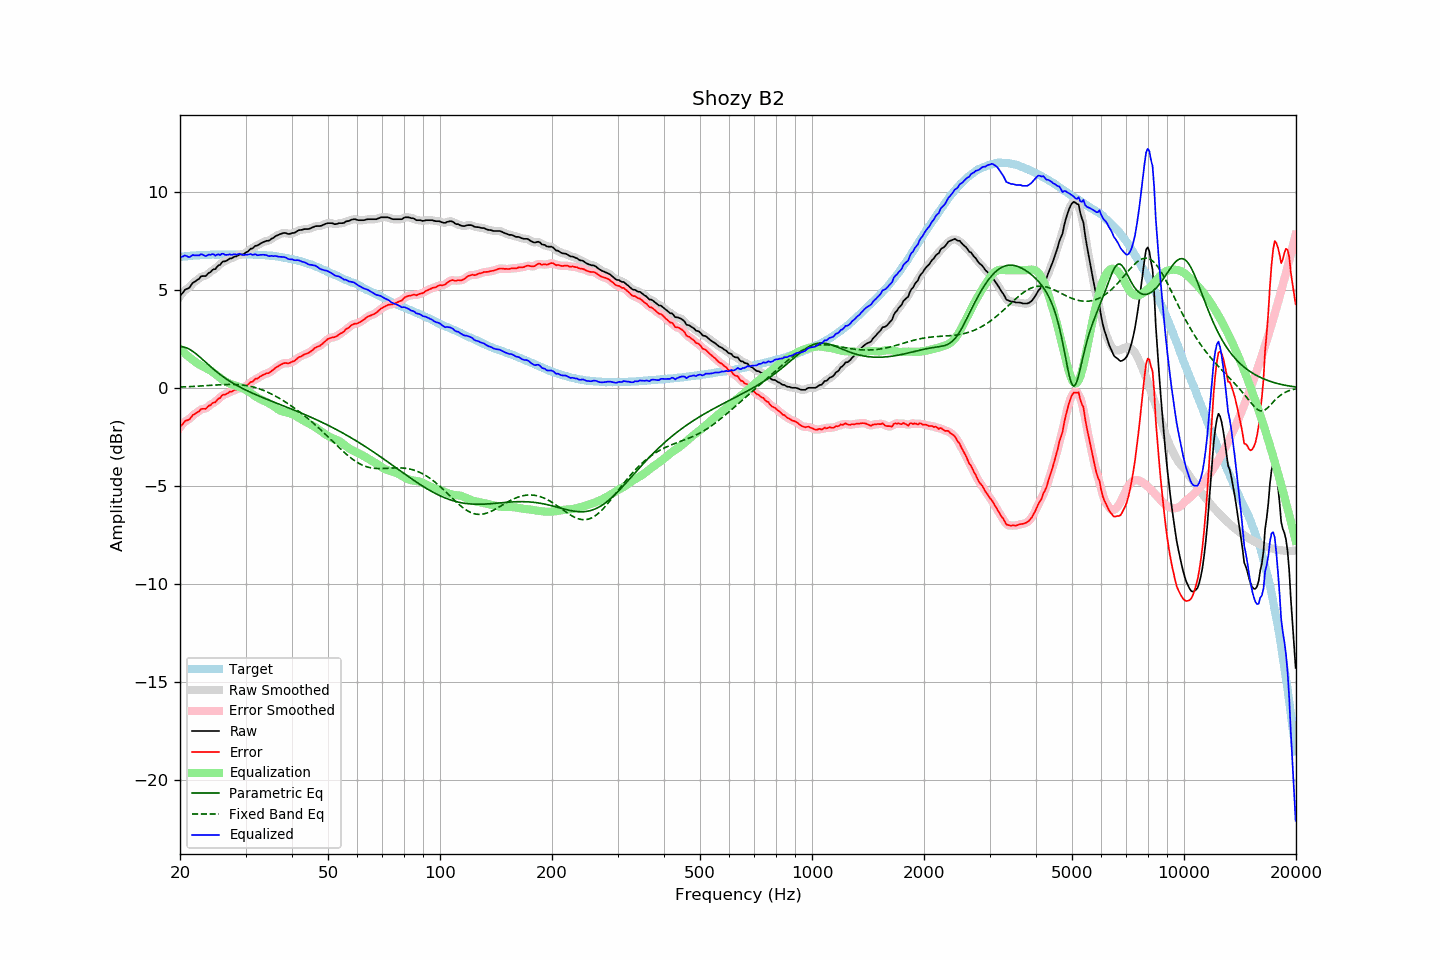 Shozy B2
Amplitude (dBr)
10
5
0
−5
−10
−15
−20
Target
Raw Smoothed
Error Smoothed
Raw
Error
Equalization
Parametric Eq
Fixed Band Eq
Equalized
20 50 100 200 500 1000 2000 5000 10000 20000
Frequency (Hz)